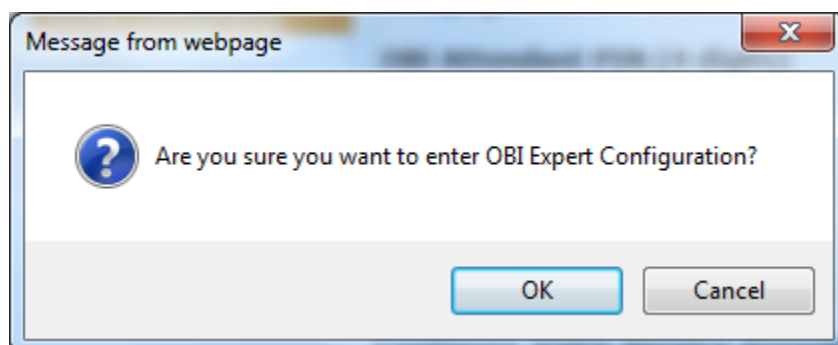 Message from webpage
Are you sure you want to enter OBI Expert Configuration?
OK
Cancel